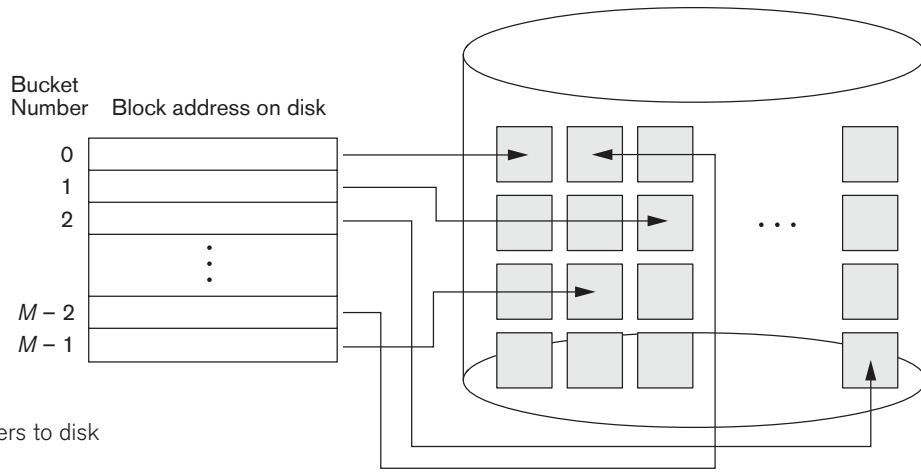 Bucket
Number
Block address on disk
0
1
2
M – 2
M – 1
ers to disk